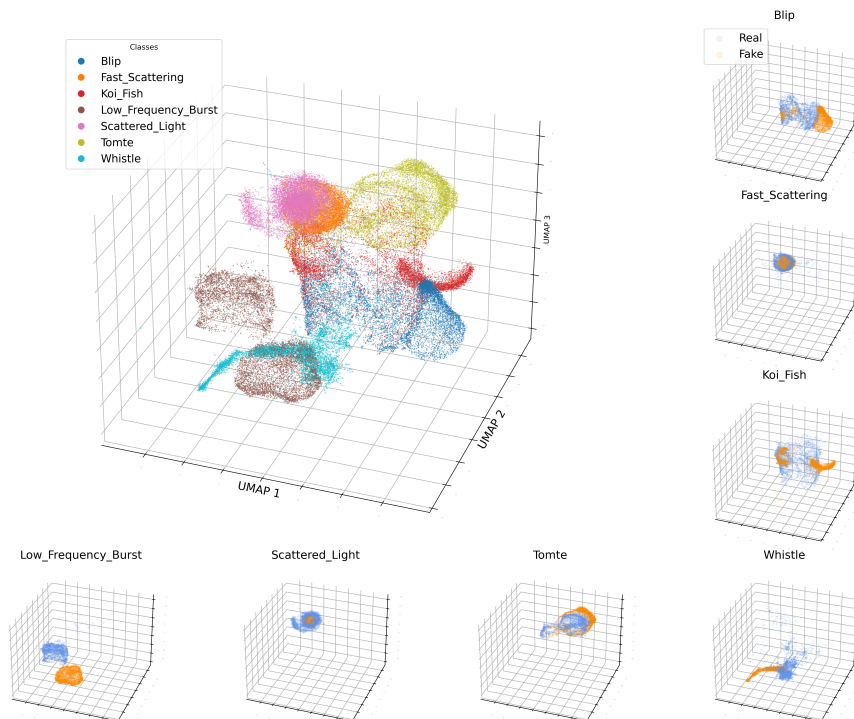 Blip
Real
Fake
Classes
Blip
Fast_Scattering
Koi_Fish
Low_Frequency_Burst
Scattered_Light
Tomte
Whistle
Fast_Scattering
UMAP 3
Koi_Fish
UMAP 2
UMAP 1
Low_Frequency_Burst
Scattered_Light
Tomte
Whistle